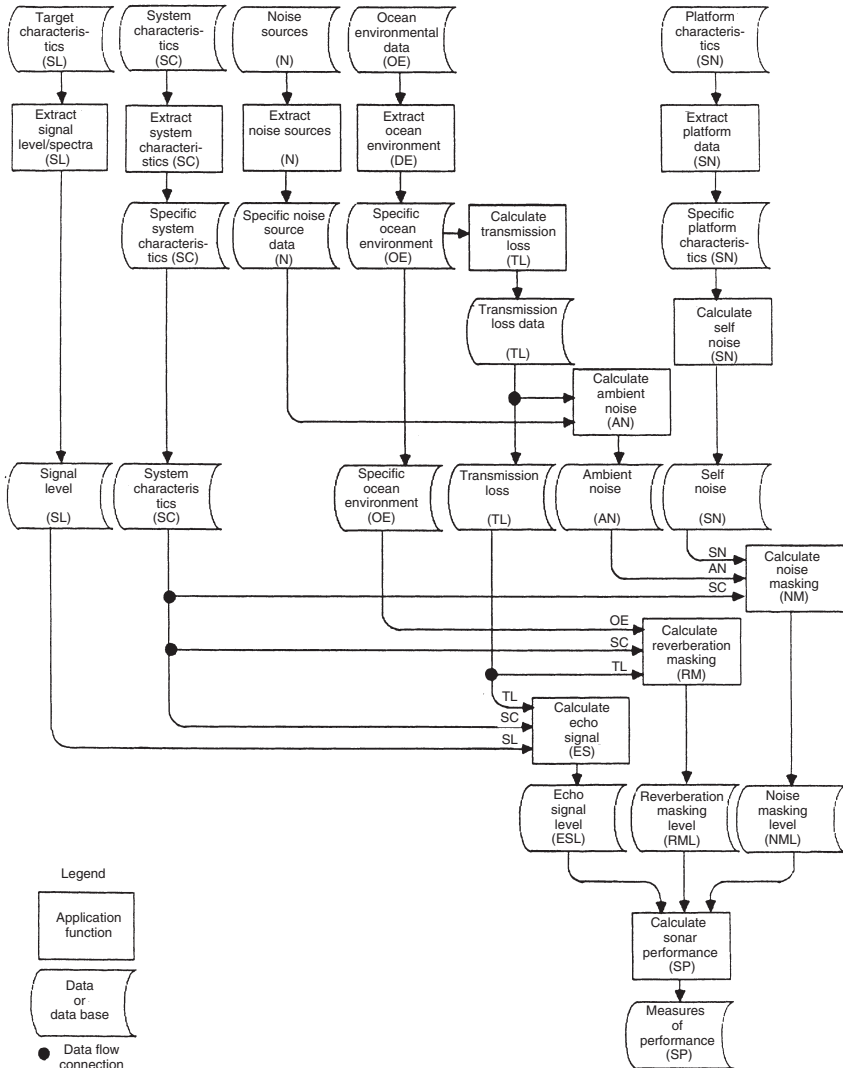 Target
characteris-
tics
(SL)
System
characteris-
tics
(SC)
Noise
sources
(N)
Ocean
environmental
data
(OE)
Platform
characteris-
tics
(SN)
Extract
signal
level/spectra
(SL)
Extract
system
characteri-
stics (SC)
Extract
noise sources
(N)
Extract
ocean
environment
(DE)
Extract
platform
data
(SN)
Specific
system
characteris-
tics (SC)
Specific noise
source
data
(N)
Specific
ocean
environment
(OE)
Calculate
transmission
loss
(TL)
Specific
platform
characteris-
tics (SN)
Transmission
loss data
(TL)
Calculate
self
noise
(SN)
Calculate
ambient
noise
(AN)
Signal
level
(SL)
System
characteris
tics
(SC)
Specific
ocean
environment
(OE)
Transmission
loss
(TL)
Ambient
noise
(AN)
Self
noise
(SN)
SN
AN
SC
Calculate
noise
masking
(NM)
OE
SC
TL
Calculate
reverberation
masking
(RM)
TL
SC
SL
Calculate
echo
signal
(ES)
Echo
signal
level
(ESL)
Reverberation
masking
level
(RML)
Noise
masking
level
(NML)
Legend
Application
function
Data
or
data base
Data flow
connection
Calculate
sonar
performance
(SP)
Measures
of
performance
(SP)